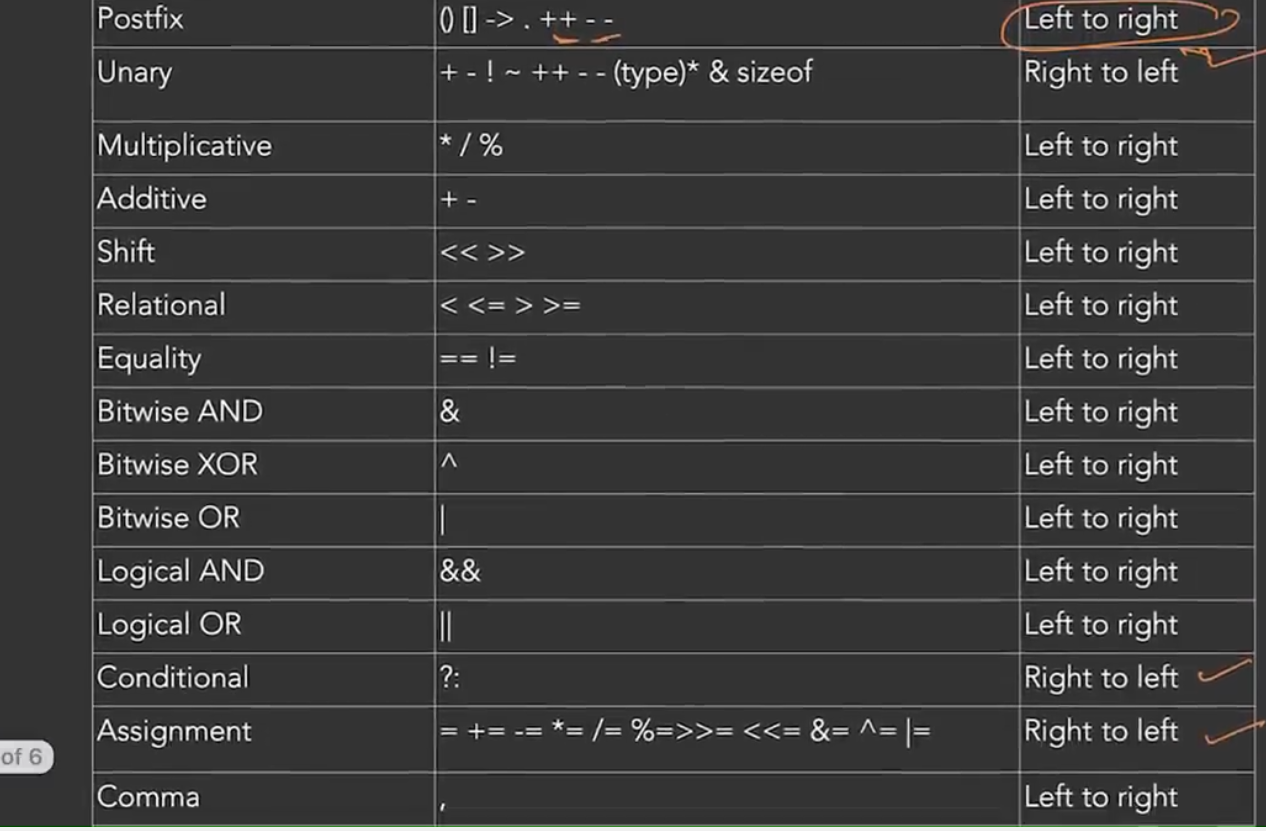 Postfix () [] -> . ++ - - Left to right
Unary + - ! ~ ++ - - (type)* & sizeof Right to left
Multiplicative * / % Left to right
Additive + - Left to right
Shift << >> Left to right
Relational < <= > >= Left to right
Equality == != Left to right
Bitwise AND & Left to right
Bitwise XOR ^ Left to right
Bitwise OR | Left to right
Logical AND && Left to right
Logical OR || Left to right
Conditional ?: Right to left
Assignment = += -= *= /= %=>>= <<= &= ^= |= Right to left
of 6
Comma , Left to right